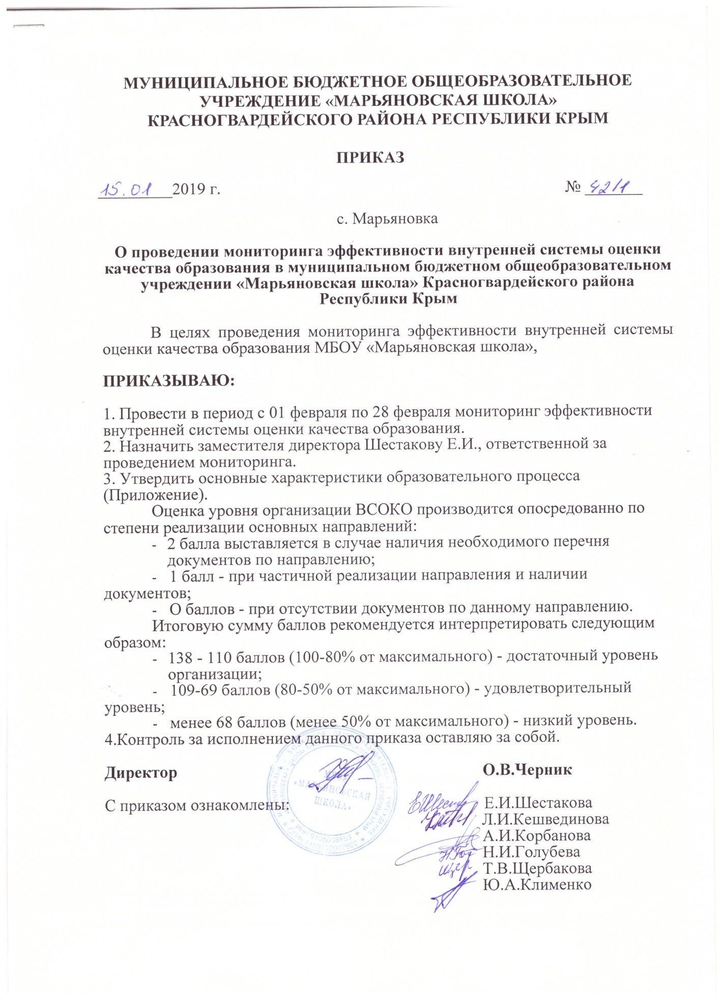 МУНИЦИПАЛЬНОЕ БЮДЖЕТНОЕ ОБЩЕОБРАЗОВАТЕЛЬНОЕ
УЧРЕЖДЕНИЕ «МАРЬЯНОВСКАЯ ШКОЛА»
КРАСНОГВАРДЕЙСКОГО РАЙОНА РЕСПУБЛИКИ КРЫМ
ПРИКАЗ
15.01 2019 г. № 42/1
с. Марьяновка
О проведении мониторинга эффективности внутренней системы оценки
качества образования в муниципальном бюджетном общеобразовательном
учреждении «Марьяновская школа» Красногвардейского района
Республики Крым
В целях проведения мониторинга эффективности внутренней системы
оценки качества образования МБОУ «Марьяновская школа»,
ПРИКАЗЫВАЮ:
1. Провести в период с 01 февраля по 28 февраля мониторинг эффективности
внутренней системы оценки качества образования.
2. Назначить заместителя директора Шестакову Е.И., ответственной за
проведением мониторинга.
3. Утвердить основные характеристики образовательного процесса
(Приложение).
Оценка уровня организации ВСОКО производится опосредованно по
степени реализации основных направлений:
- 2 балла выставляется в случае наличия необходимого перечня
документов по направлению;
- 1 балл - при частичной реализации направления и наличии
документов;
- О баллов - при отсутствии документов по данному направлению.
Итоговую сумму баллов рекомендуется интерпретировать следующим
образом:
- 138 - 110 баллов (100-80% от максимального) - достаточный уровень
организации;
- 109-69 баллов (80-50% от максимального) - удовлетворительный
уровень;
- менее 68 баллов (менее 50% от максимального) - низкий уровень.
4.Контроль за исполнением данного приказа оставляю за собой.
Директор О.В.Черник
МБОУ
«МАРЬЯНОВСКАЯ
ШКОЛА»
С приказом ознакомлены: Е.И.Шестакова
Л.И.Кешвединова
А.И.Корбанова
Н.И.Голубева
Т.В.Щербакова
Ю.А.Клименко